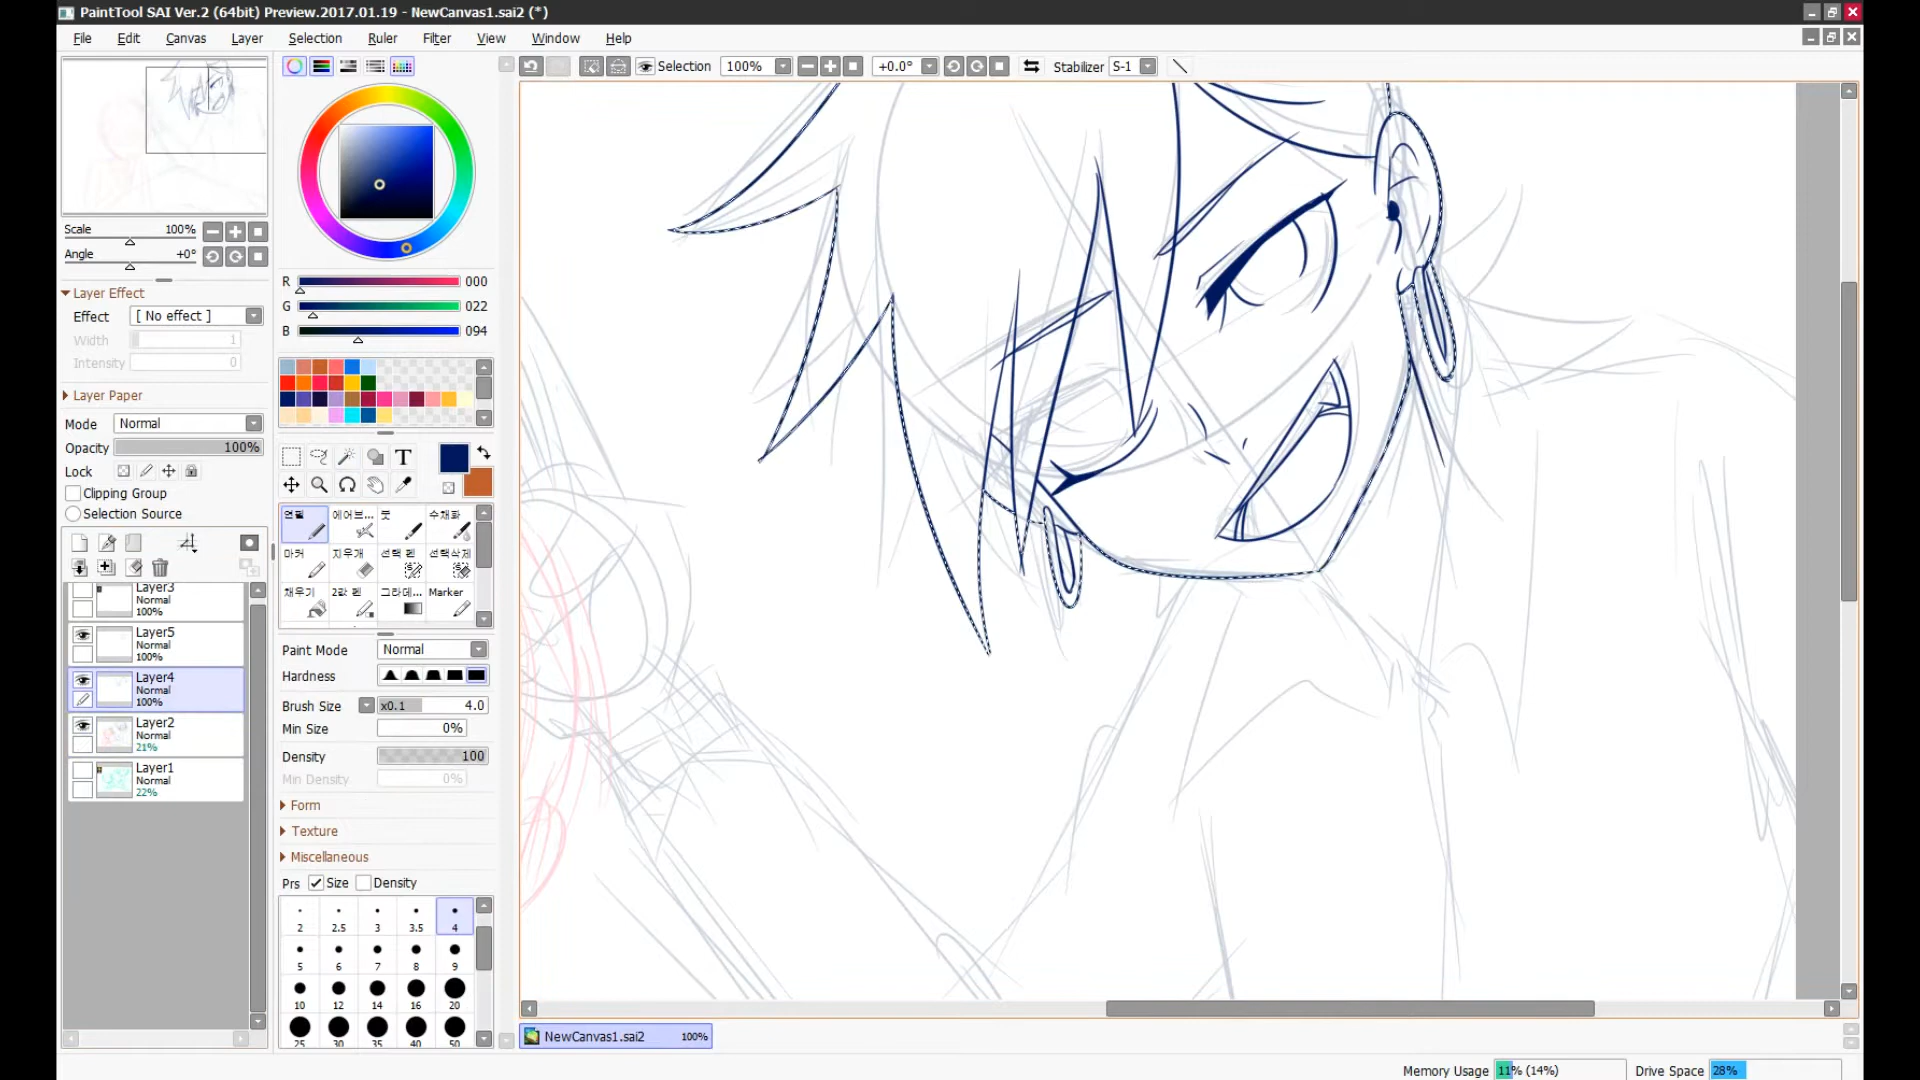 PaintTool SAI Ver.2 (64bit) Preview.2017.01.19 - NewCanvas1.sai2 (*)
File Edit Canvas Layer Selection Ruler Filter View Window Help
Selection 100% +0.0° Stabilizer S-1
Scale 100%
Angle +0°
Layer Effect
Effect [ No effect ]
Width 1
Intensity 0
Layer Paper
Mode Normal
Opacity 100%
Lock
Clipping Group
Selection Source
Layer3
Normal
100%
Layer5
Normal
100%
Layer4
Normal
100%
Layer2
Normal
21%
Layer1
Normal
22%
R 000
G 022
B 094
T
연필 에어브... 붓 수채화
마커 지우개 선택 펜 선택삭제
채우기 2값 펜 그라데... Marker
Paint Mode Normal
Hardness
Brush Size x0.1 4.0
Min Size 0%
Density 100
Min Density 0%
Form
Texture
Miscellaneous
Prs Size Density
2 2.5 3 3.5 4
5 6 7 8 9
10 12 14 16 20
25 30 35 40 50
NewCanvas1.sai2 100%
Memory Usage 11% (14%) Drive Space 28%